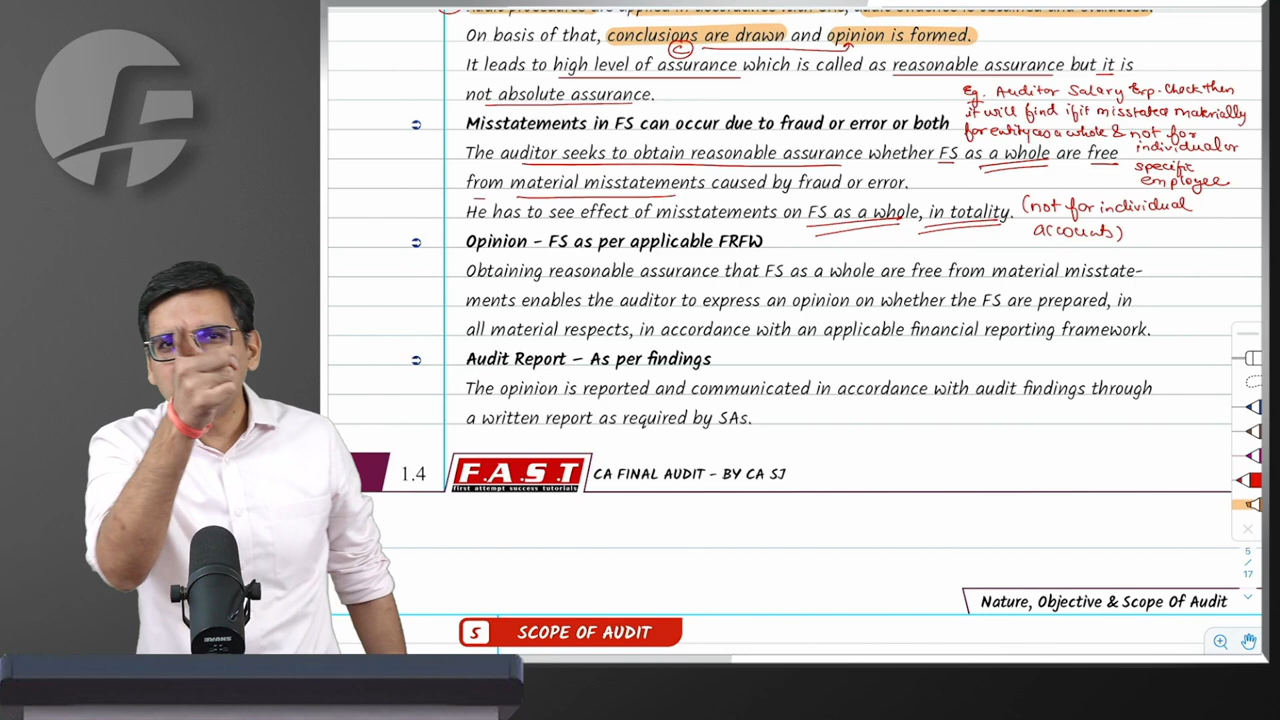 On basis of that, conclusions are drawn and opinion is formed.
C
It leads to high level of assurance which is called as reasonable assurance but it is
not absolute assurance.
Eg. Auditor Salary Exp. Check then
it will find if it misstated materially
for entity as a whole & not for
individual or
specific
employee
Misstatements in FS can occur due to fraud or error or both
The auditor seeks to obtain reasonable assurance whether FS as a whole are free
from material misstatements caused by fraud or error.
He has to see effect of misstatements on FS as a whole, in totality.
(not for individual
accounts)
Opinion – FS as per applicable FRFW
Obtaining reasonable assurance that FS as a whole are free from material misstate-
ments enables the auditor to express an opinion on whether the FS are prepared, in
all material respects, in accordance with an applicable financial reporting framework.
Audit Report – As per findings
The opinion is reported and communicated in accordance with audit findings through
a written report as required by SAs.
1.4
F.A.S.T
first attempt success tutorials
CA FINAL AUDIT - BY CA SJ
5
/
17
Nature, Objective & Scope Of Audit
5 SCOPE OF AUDIT
SHURE